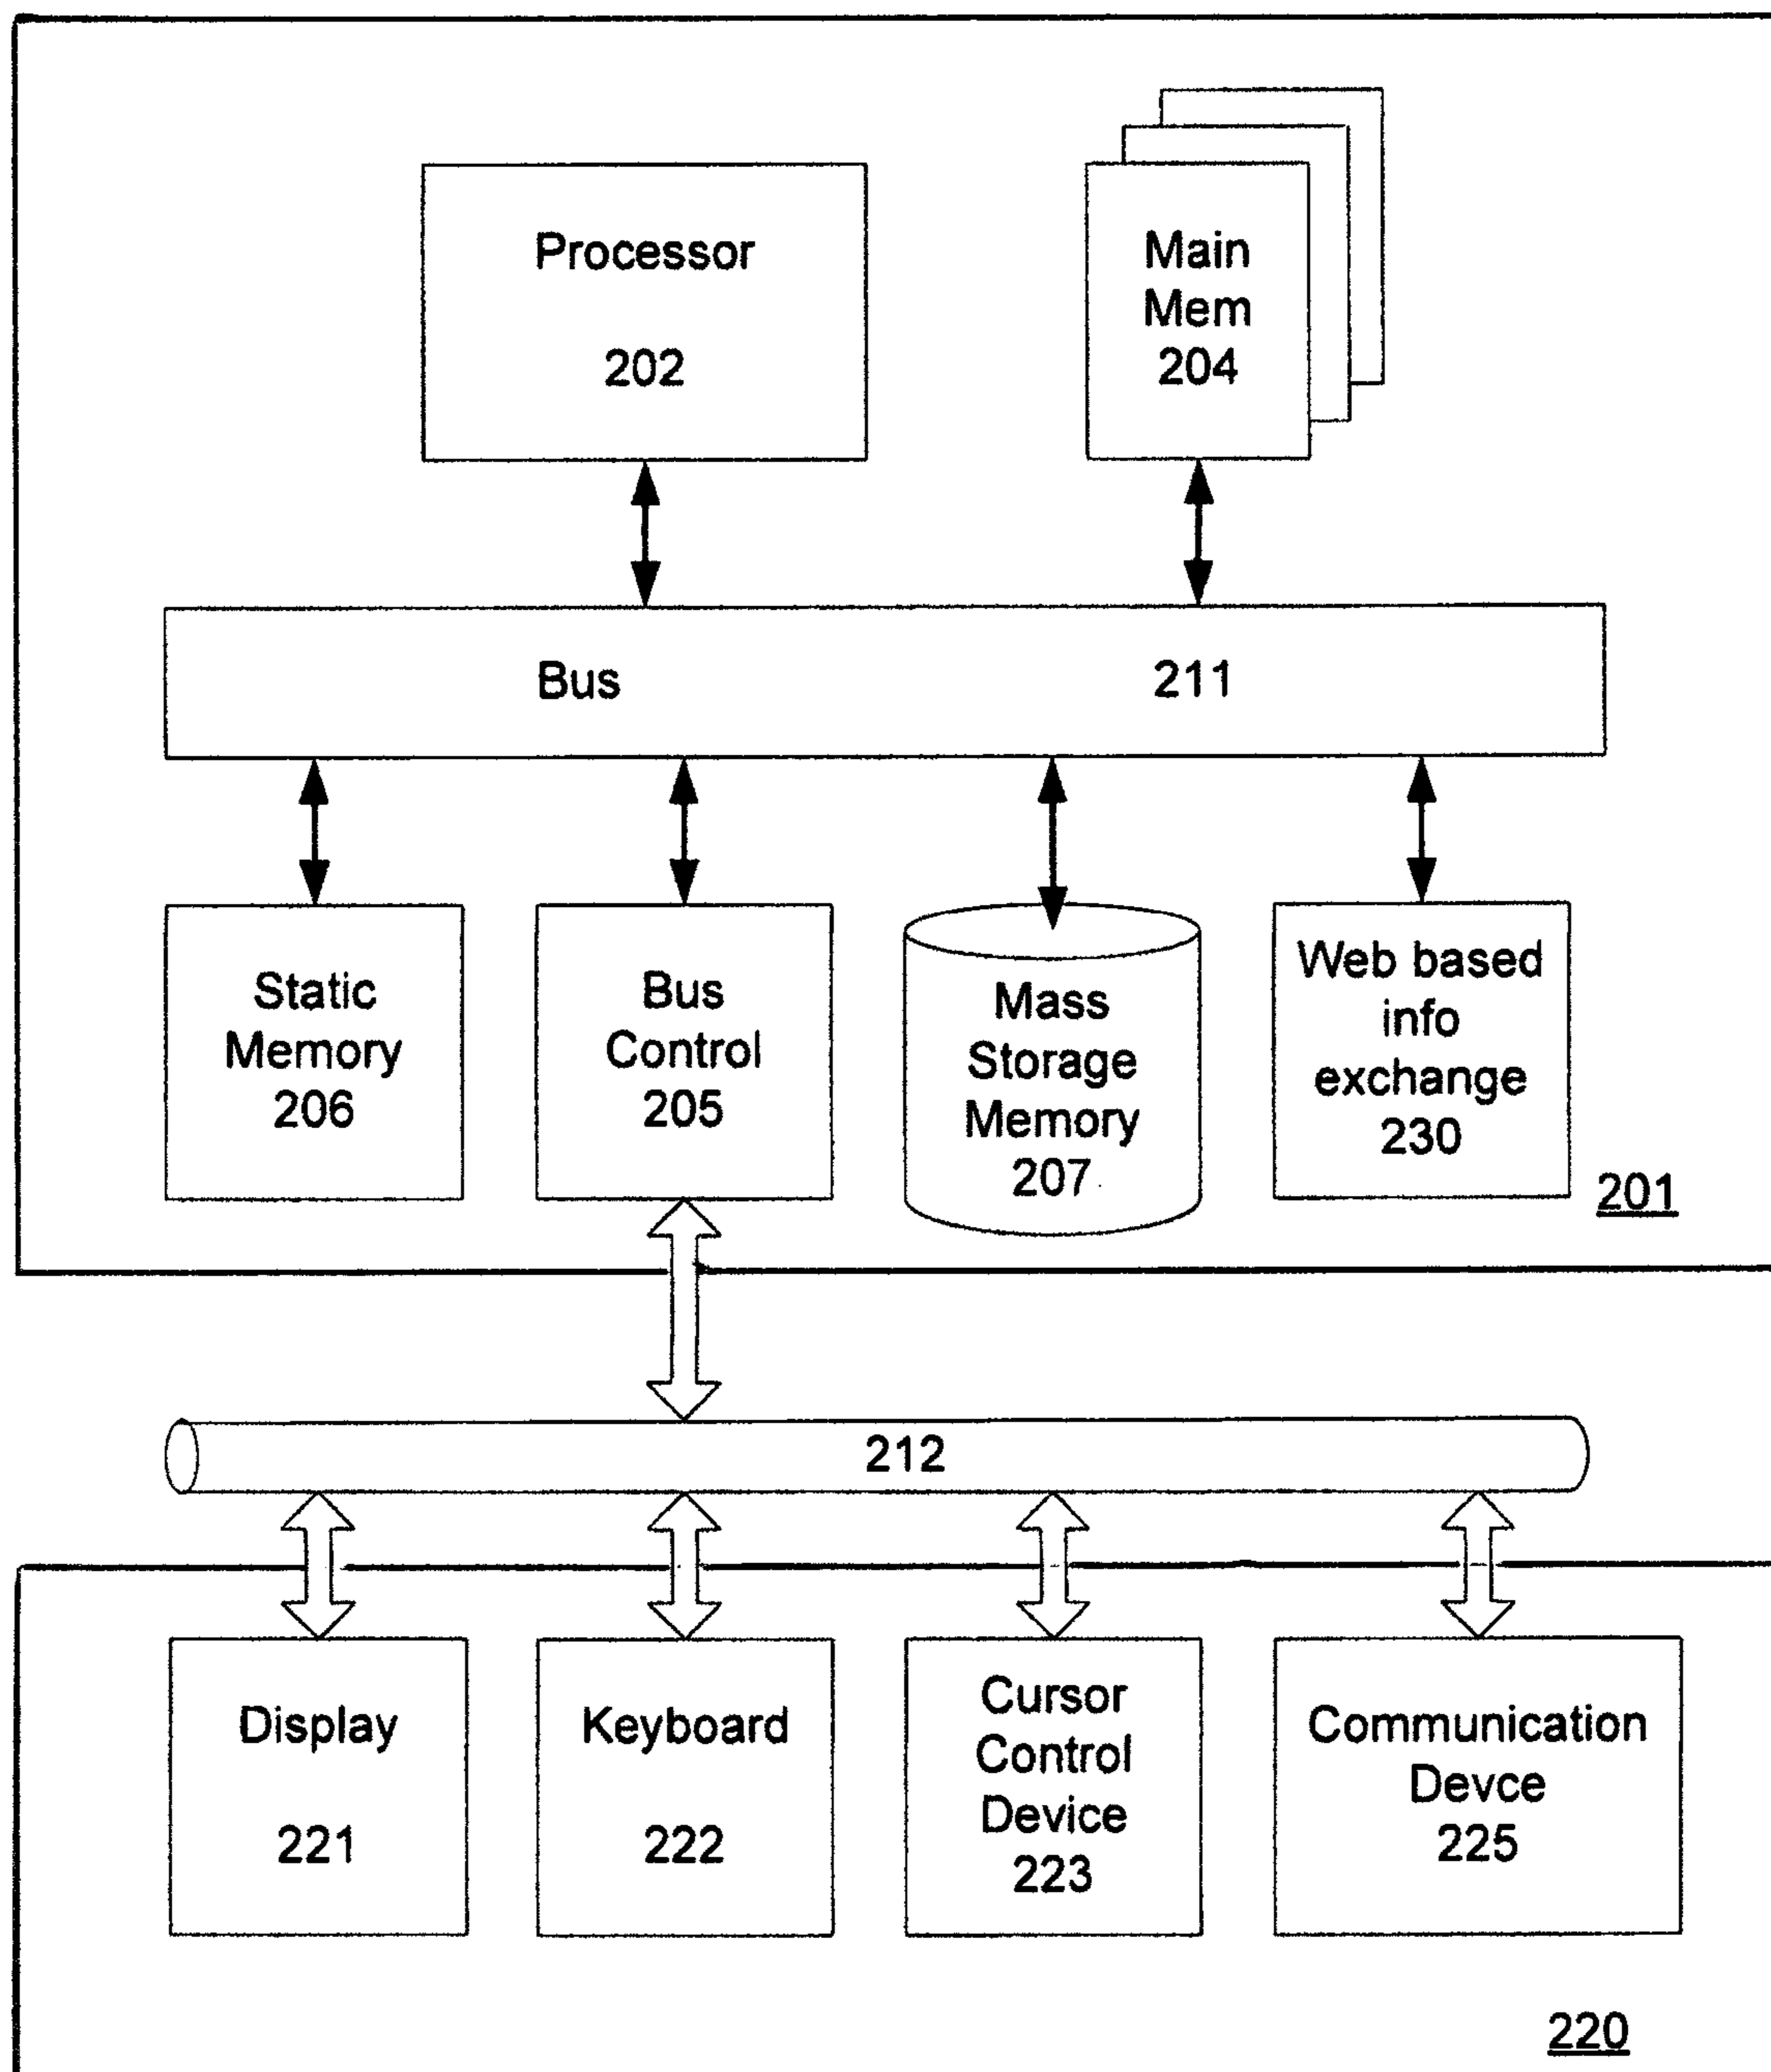 Processor
202
Main
Mem
204
Bus 211
Static
Memory
206
Bus
Control
205
Mass
Storage
Memory
207
Web based
info
exchange
230
201
212
Display
221
Keyboard
222
Cursor
Control
Device
223
Communication
Devce
225
220